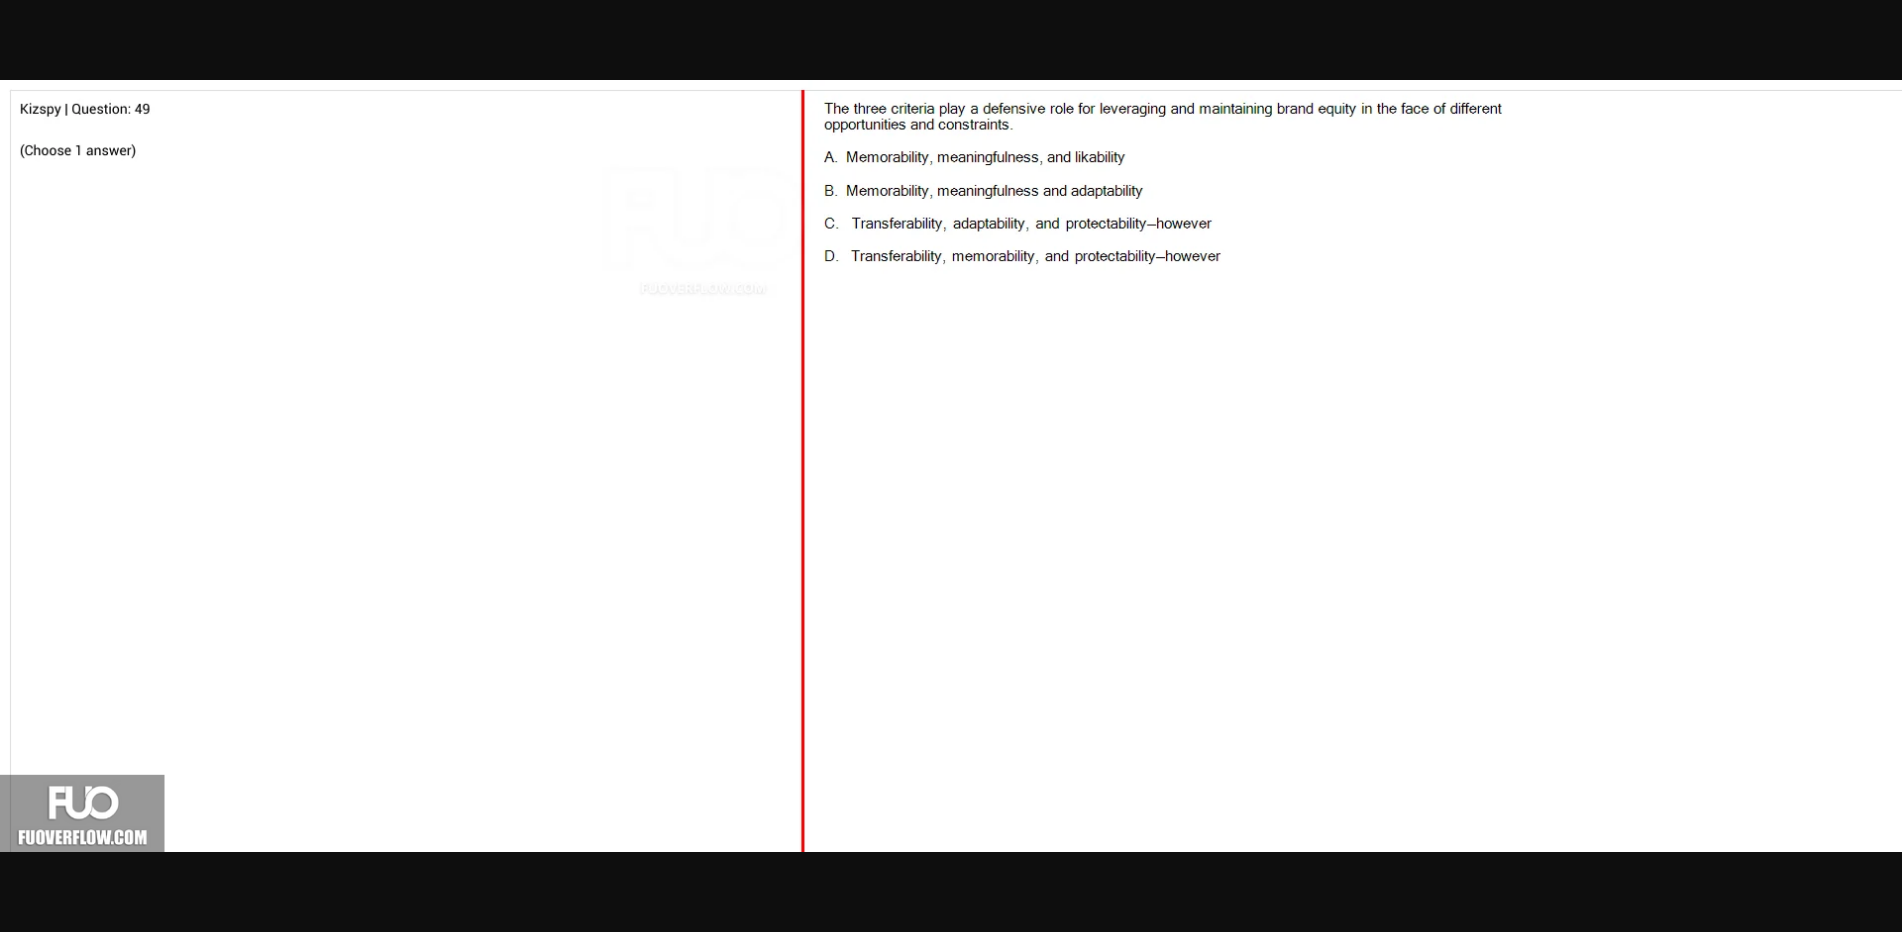 Kizspy | Question: 49
(Choose 1 answer)
The three criteria play a defensive role for leveraging and maintaining brand equity in the face of different
opportunities and constraints.
A. Memorability, meaningfulness, and likability
B. Memorability, meaningfulness and adaptability
C. Transferability, adaptability, and protectability—however
D. Transferability, memorability, and protectability—however
FUO
FUOVERFLOW.COM
FUO
FUOVERFLOW.COM